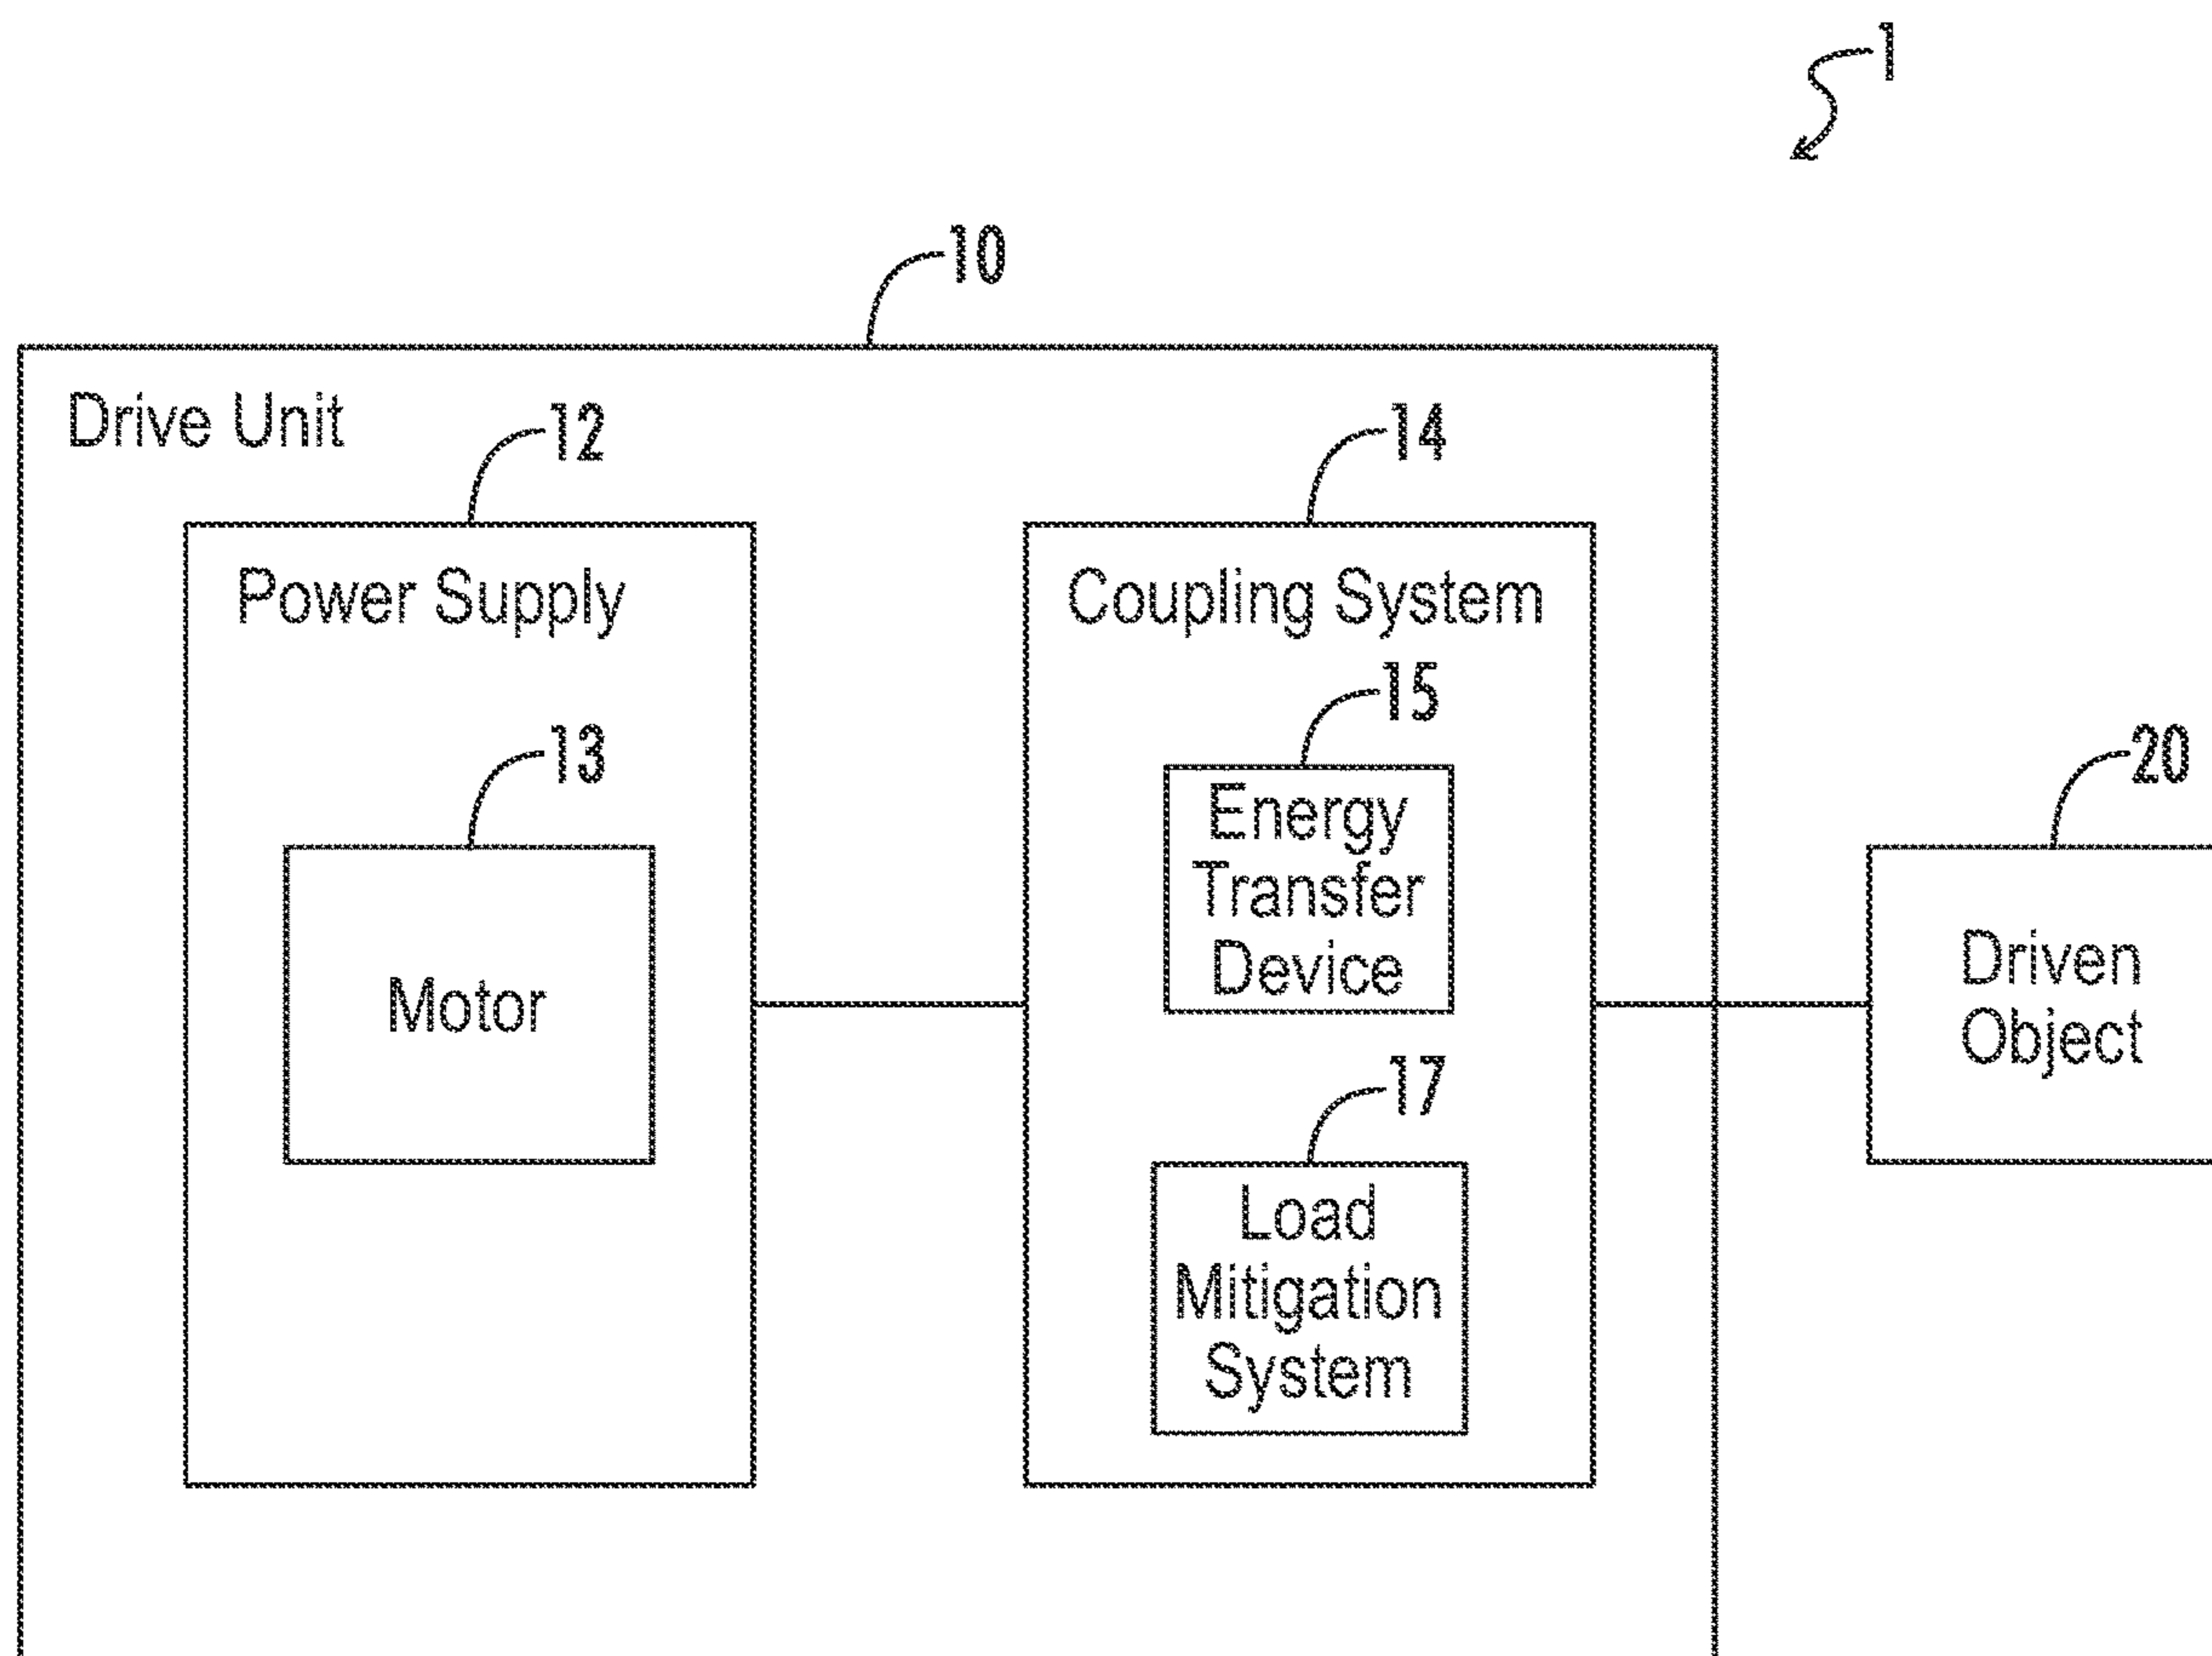 1
10
Drive Unit
12
14
Power Supply
Coupling System
15
13
20
Energy
Transfer
Device
Motor
Driven
Object
17
Load
Mitigation
System